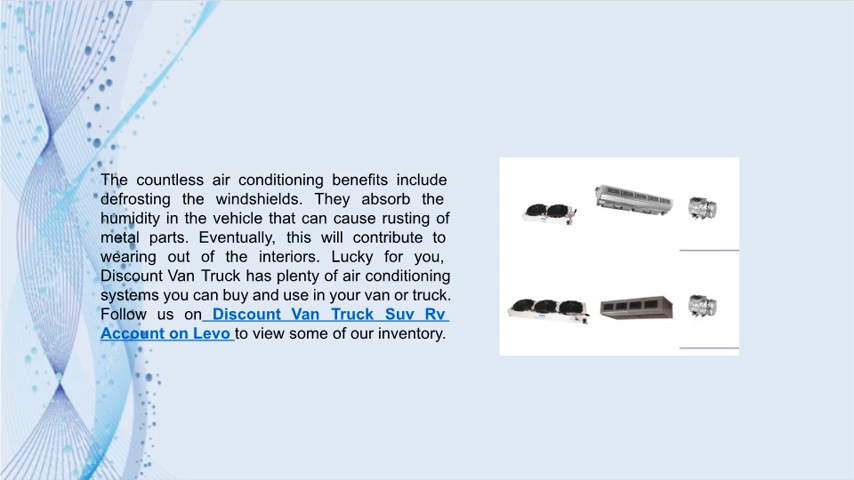 The countless air conditioning benefits include
defrosting the windshields. They absorb the
humidity in the vehicle that can cause rusting of
metal parts. Eventually, this will contribute to
wearing out of the interiors. Lucky for you,
Discount Van Truck has plenty of air conditioning
systems you can buy and use in your van or truck.
Follow us on Discount Van Truck Suv Rv
Account on Levo to view some of our inventory.